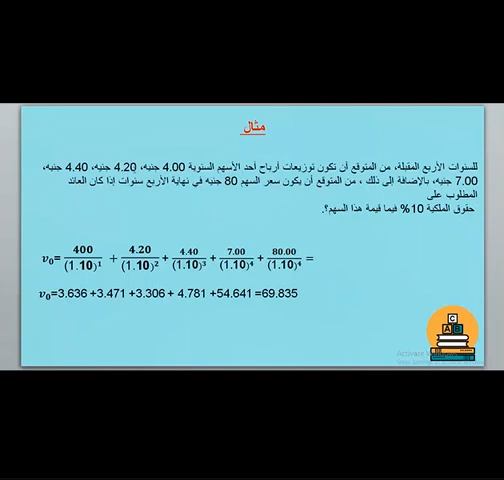 مثال
للسنوات الأربع المقبلة، من المتوقع أن تكون توزيعات أرباح أحد الأسهم السنوية 4.00 جنيه، 4.20 جنيه، 4.40 جنيه،
7.00 جنيه، بالإضافة إلى ذلك ، من المتوقع أن يكون سعر السهم 80 جنيه في نهاية الأربع سنوات إذا كان العائد
المطلوب على
حقوق الملكية 10% فيما قيمة هذا السهم؟.
v₀= 400/(1.10)¹ + 4.20/(1.10)² + 4.40/(1.10)³ + 7.00/(1.10)⁴ + 80.00/(1.10)⁴ =
v₀=3.636 +3.471 +3.306 + 4.781 +54.641 =69.835
C
A B
Activate